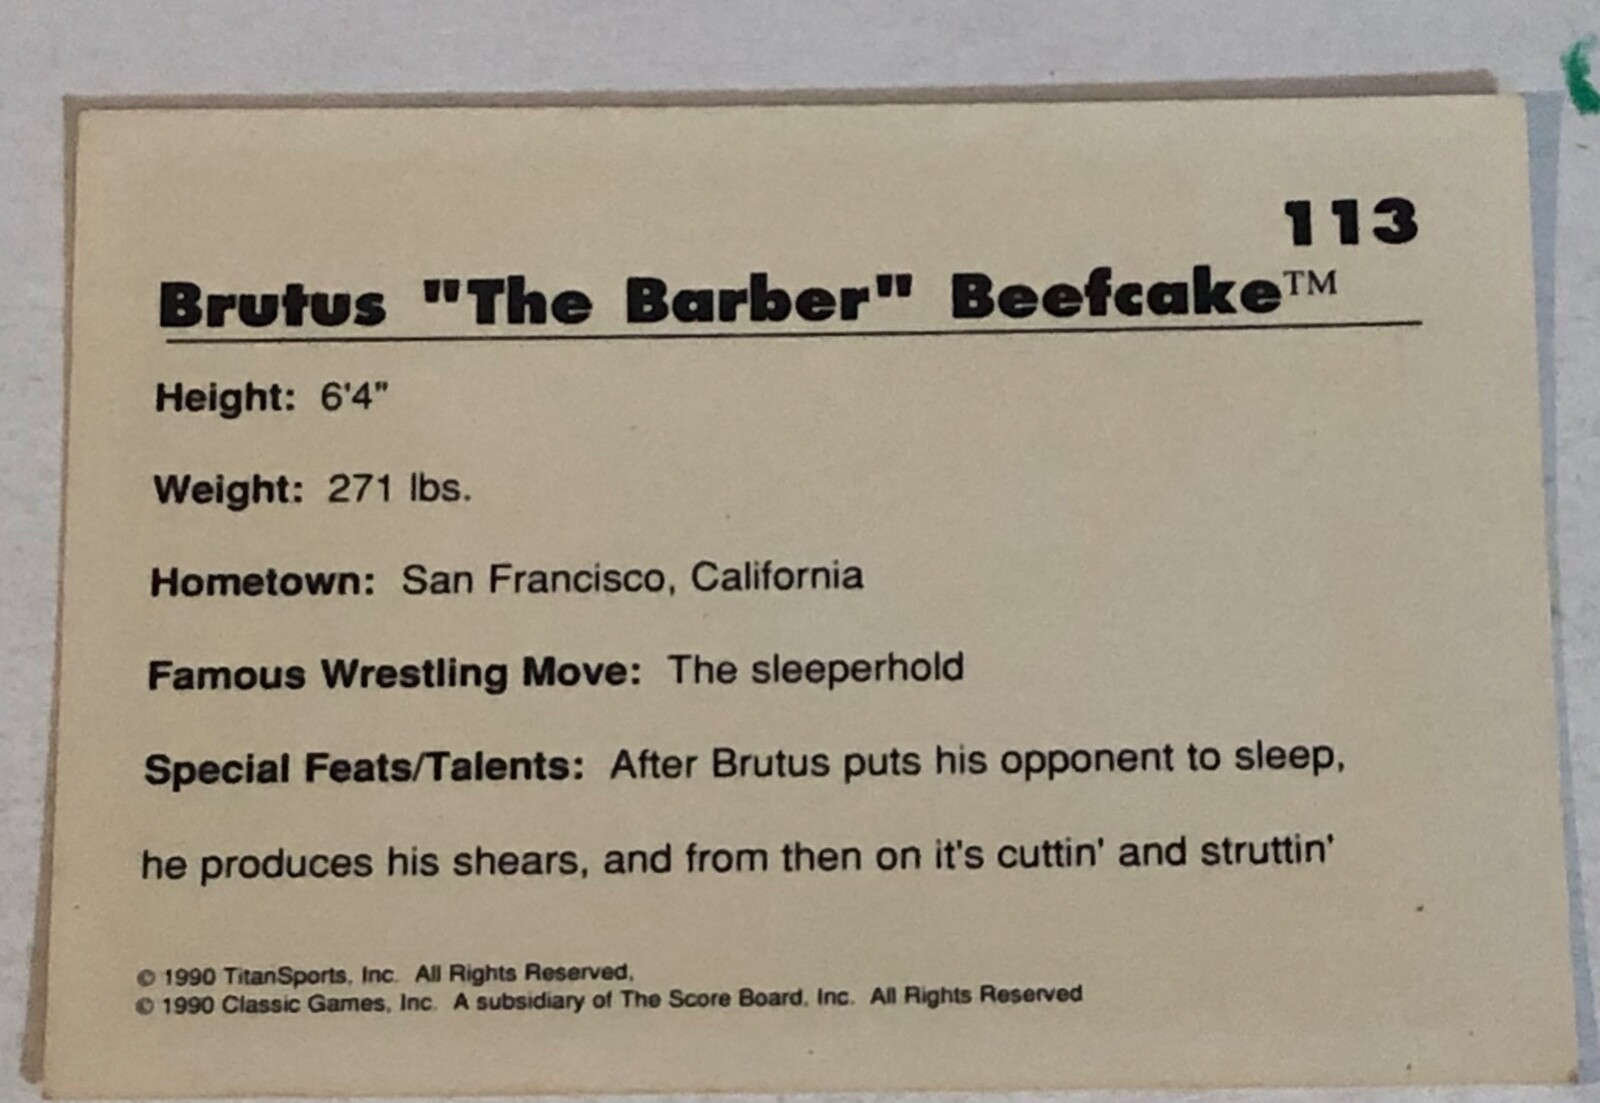 113
Brutus "The Barber" Beefcake™
Height: 6'4"
Weight: 271 lbs.
Hometown: San Francisco, California
Famous Wrestling Move: The sleeperhold
Special Feats/Talents: After Brutus puts his opponent to sleep,
he produces his shears, and from then on it's cuttin' and struttin'
© 1990 TitanSports, Inc. All Rights Reserved.
© 1990 Classic Games, Inc. A subsidiary of The Score Board, Inc. All Rights Reserved